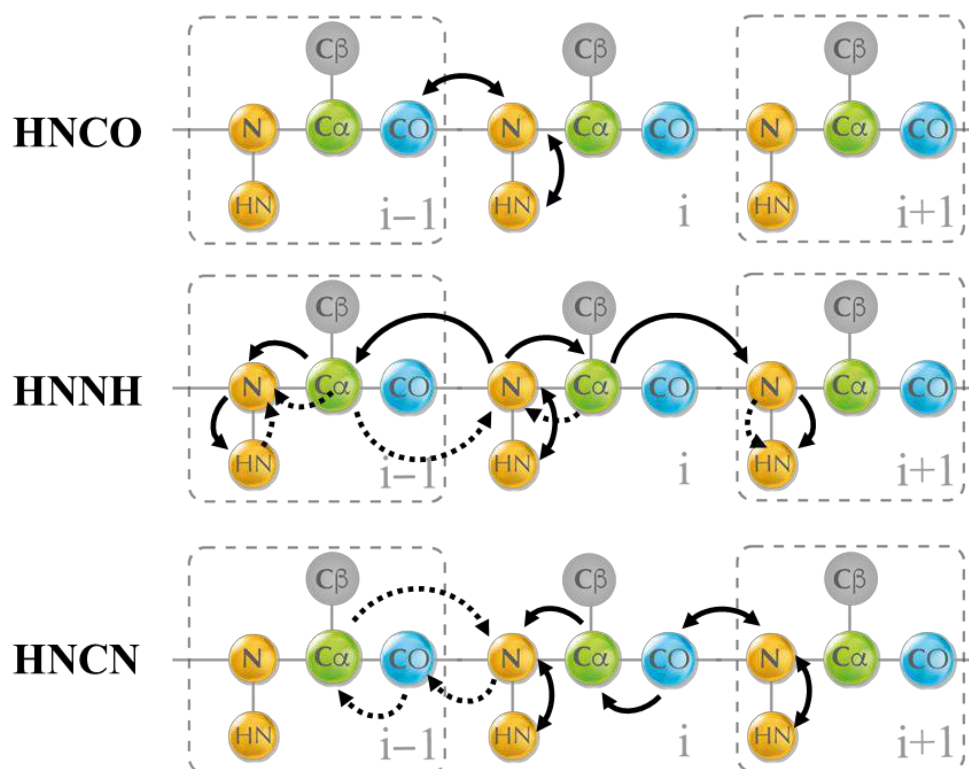 Cβ Cβ Cβ
HNCO N Cα CO N Cα CO N Cα CO
HN HN HN
i−1 i i+1
Cβ Cβ Cβ
HNNH N Cα CO N Cα CO N Cα CO
HN HN HN
i−1 i i+1
Cβ Cβ Cβ
HNCN N Cα CO N Cα CO N Cα CO
HN HN HN
i−1 i i+1